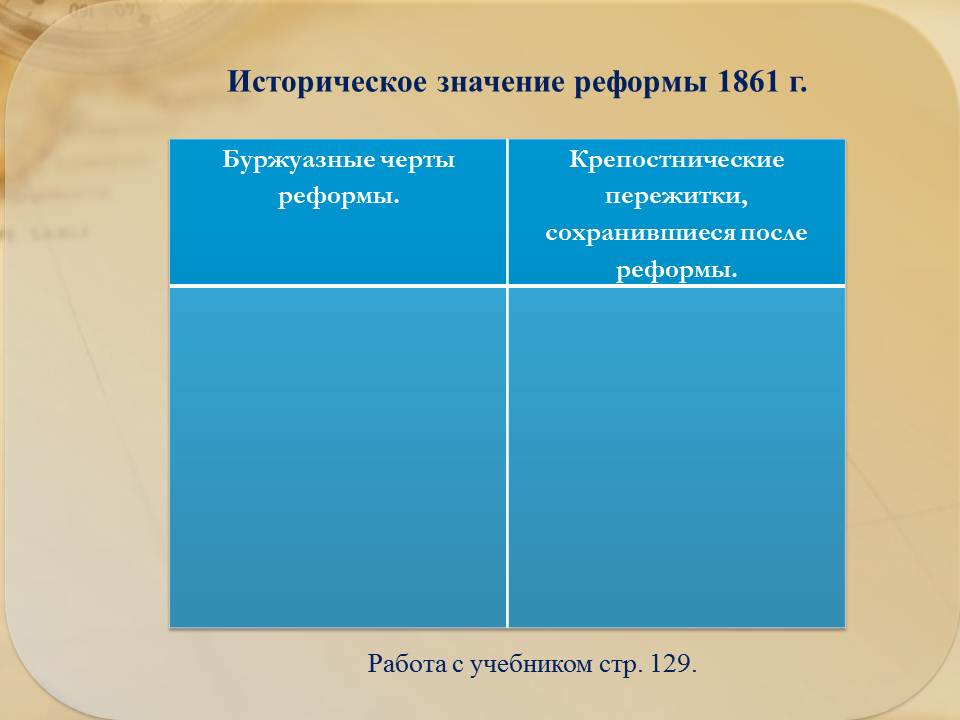 Историческое значение реформы 1861 г.
Буржуазные черты
реформы.
Крепостнические
пережитки,
сохранившиеся после
реформы.
Работа с учебником стр. 129.